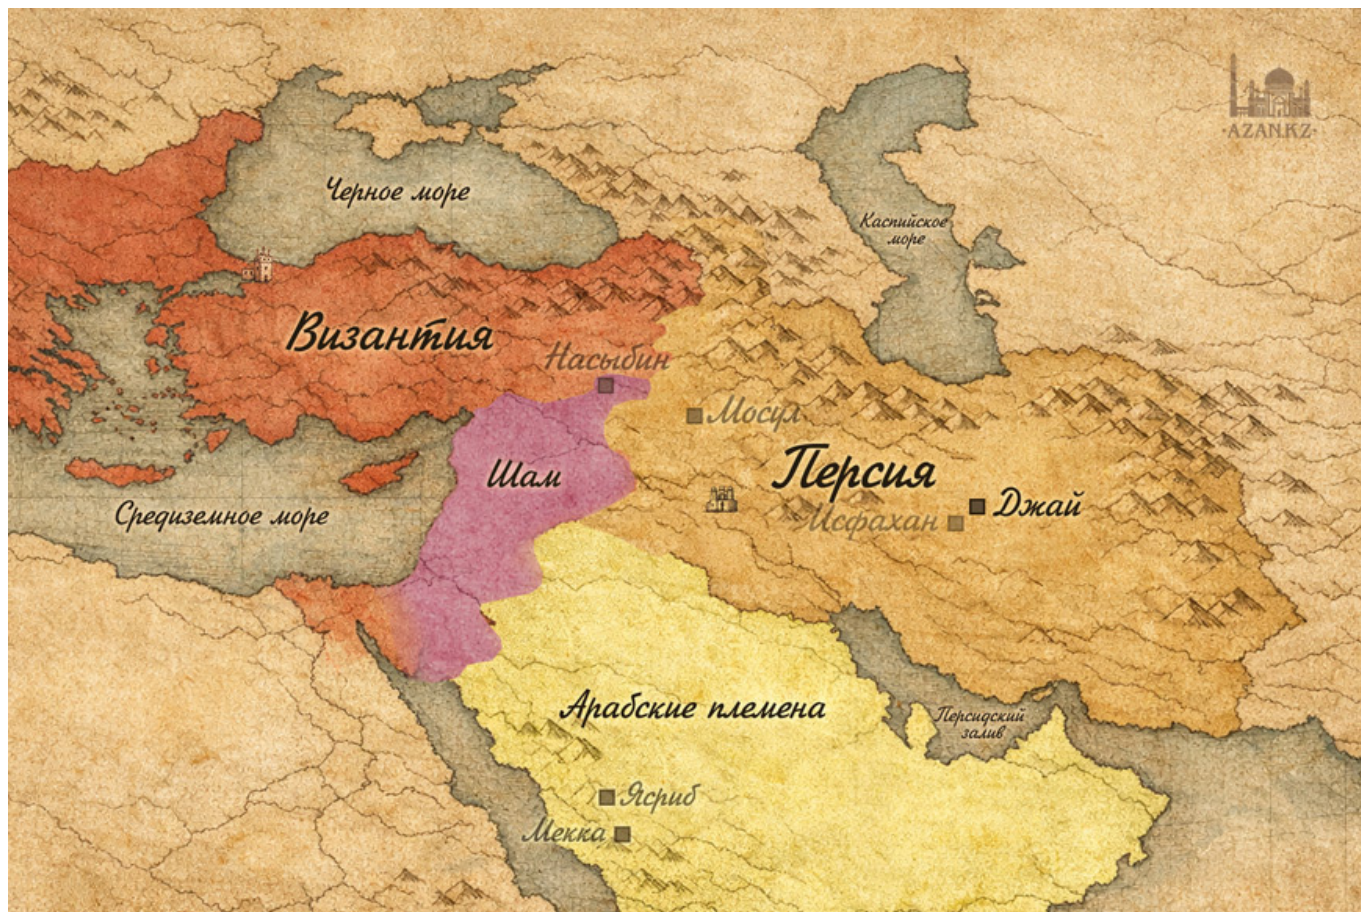 ·AZAN.KZ·
Черное море
Каспийское
море
Византия
Насыбин
Мосул
Персия
Шам
Джай
Исфахан
Средиземное море
Арабские племена
Персидский
залив
Ясриб
Мекка